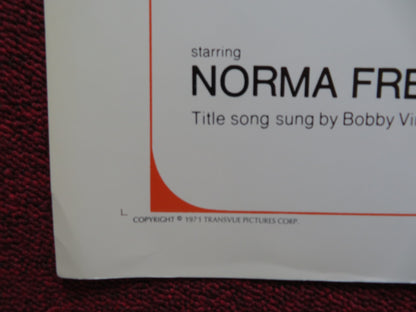 starring
NORMA FRE
Title song sung by Bobby Vi
COPYRIGHT © 1971 TRANSVUE PICTURES CORP.